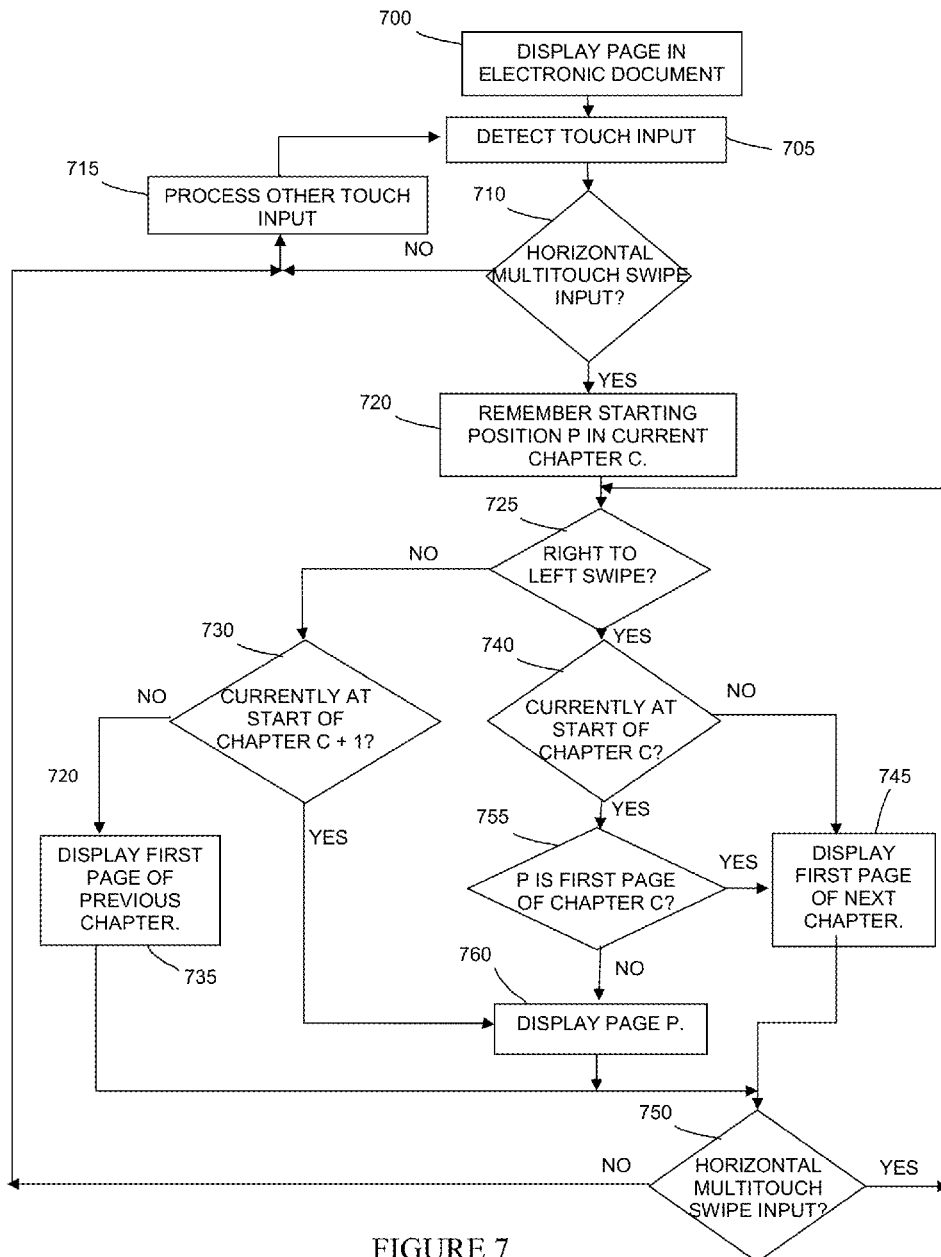 700
DISPLAY PAGE IN
ELECTRONIC DOCUMENT
DETECT TOUCH INPUT
705
715
PROCESS OTHER TOUCH
INPUT
710
NO
HORIZONTAL
MULTITOUCH SWIPE
INPUT?
YES
720
REMEMBER STARTING
POSITION P IN CURRENT
CHAPTER C.
725
NO
RIGHT TO
LEFT SWIPE?
YES
730
NO
CURRENTLY AT
START OF
CHAPTER C + 1?
YES
740
NO
CURRENTLY AT
START OF
CHAPTER C?
YES
720
DISPLAY FIRST
PAGE OF
PREVIOUS
CHAPTER.
735
755
YES
P IS FIRST PAGE
OF CHAPTER C?
NO
745
DISPLAY
FIRST PAGE
OF NEXT
CHAPTER.
760
DISPLAY PAGE P.
750
NO
HORIZONTAL
MULTITOUCH
SWIPE INPUT?
YES
FIGURE 7